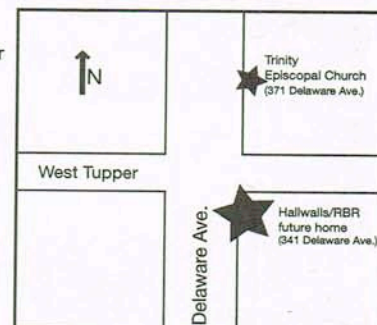 r
N
Trinity
Episcopal Church
(371 Delaware Ave.)
West Tupper
Hallwalls/RBR
future home
(341 Delaware Ave.)
Delaware Ave.